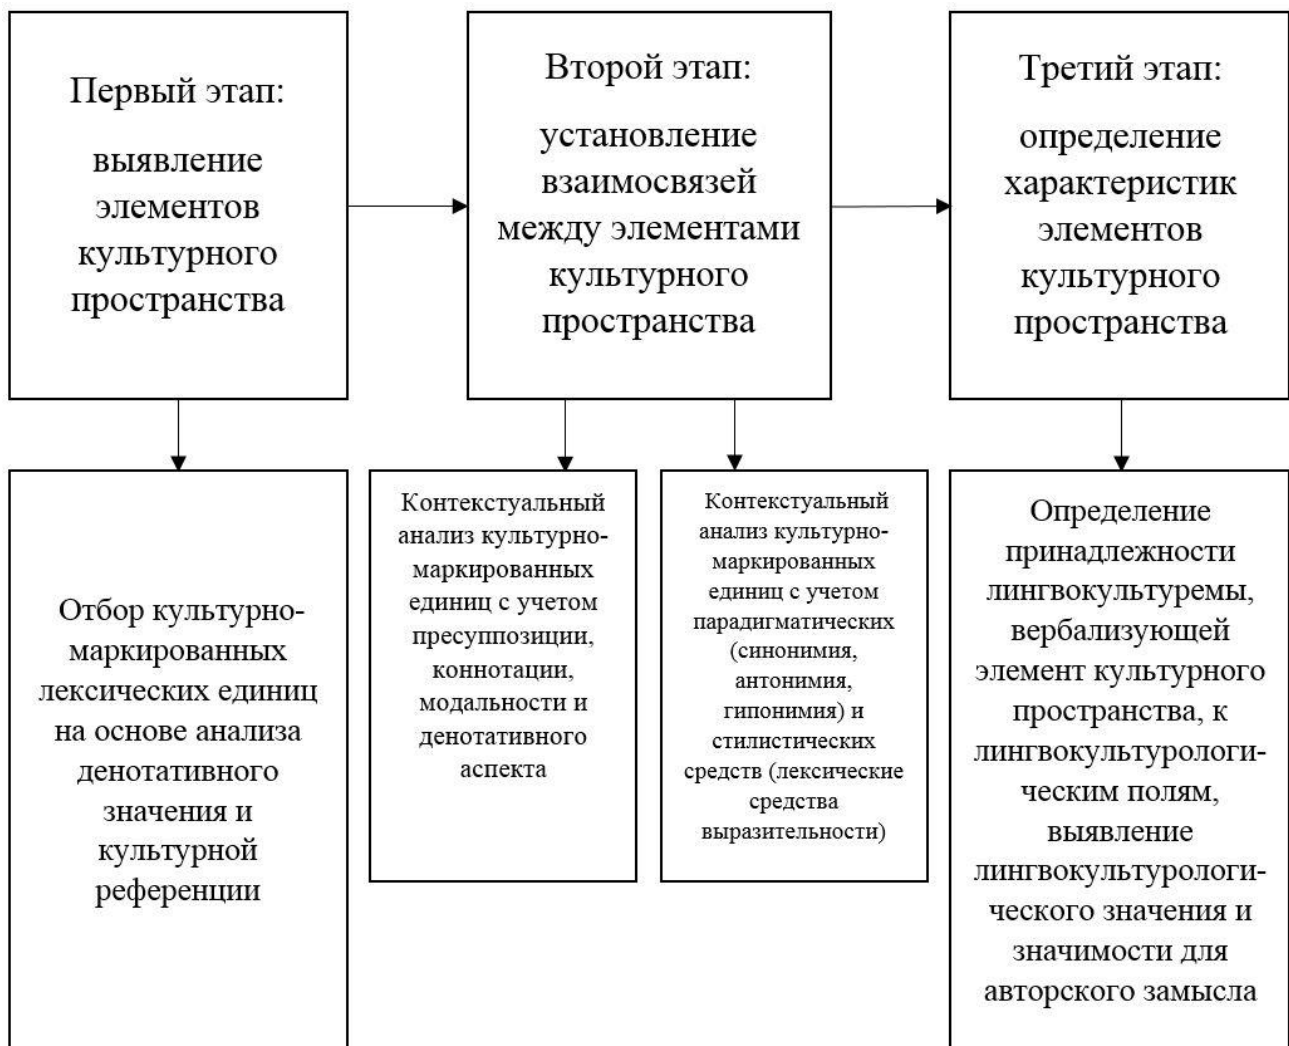 Первый этап:
выявление
элементов
культурного
пространства
Второй этап:
установление
взаимосвязей
между элементами
культурного
пространства
Третий этап:
определение
характеристик
элементов
культурного
пространства
Отбор культурно-
маркированных
лексических единиц
на основе анализа
денотативного
значения и
культурной
референции
Контекстуальный
анализ культурно-
маркированных
единиц с учетом
пресуппозиции,
коннотации,
модальности и
денотативного
аспекта
Контекстуальный
анализ культурно-
маркированных
единиц с учетом
парадигматических
(синонимия,
антонимия,
гипонимия) и
стилистических
средств (лексические
средства
выразительности)
Определение
принадлежности
лингвокультуремы,
вербализующей
элемент культурного
пространства, к
лингвокультурологи-
ческим полям,
выявление
лингвокультурологи-
ческого значения и
значимости для
авторского замысла